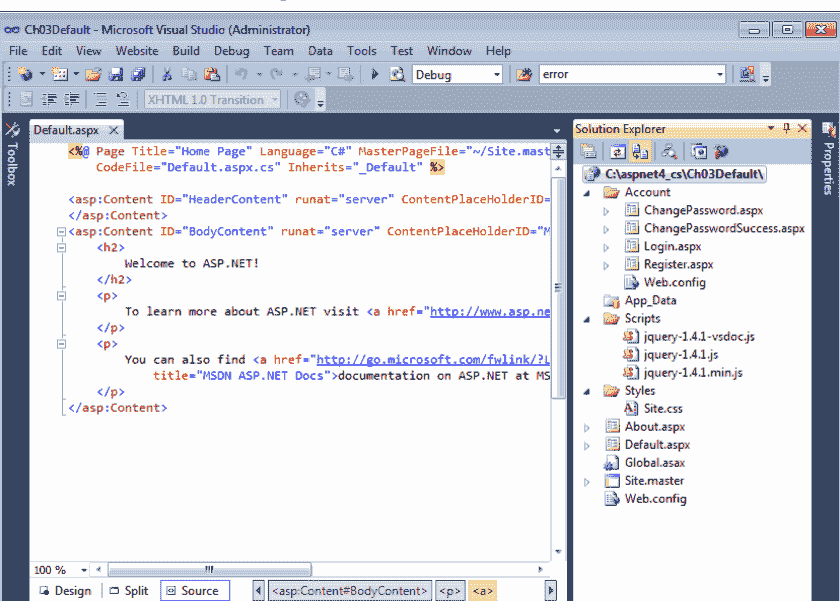 Ch03Default - Microsoft Visual Studio (Administrator)
File Edit View Website Build Debug Team Data Tools Test Window Help
Debug error
XHTML 1.0 Transition
Toolbox
Default.aspx
<%@ Page Title="Home Page" Language="C#" MasterPageFile="~/Site.mast
CodeFile="Default.aspx.cs" Inherits="_Default" %>
<asp:Content ID="HeaderContent" runat="server" ContentPlaceHolderID=
</asp:Content>
<asp:Content ID="BodyContent" runat="server" ContentPlaceHolderID="M
<h2>
Welcome to ASP.NET!
</h2>
<p>
To learn more about ASP.NET visit <a href="http://www.asp.ne
</p>
<p>
You can also find <a href="http://go.microsoft.com/fwlink/?L
title="MSDN ASP.NET Docs">documentation on ASP.NET at MS
</p>
</asp:Content>
100 %
Design Split Source <asp:Content#BodyContent> <p> <a>
Solution Explorer
C:\aspnet4_cs\Ch03Default\
Account
ChangePassword.aspx
ChangePasswordSuccess.aspx
Login.aspx
Register.aspx
Web.config
App_Data
Scripts
jquery-1.4.1-vsdoc.js
jquery-1.4.1.js
jquery-1.4.1.min.js
Styles
Site.css
About.aspx
Default.aspx
Global.asax
Site.master
Web.config
Properties